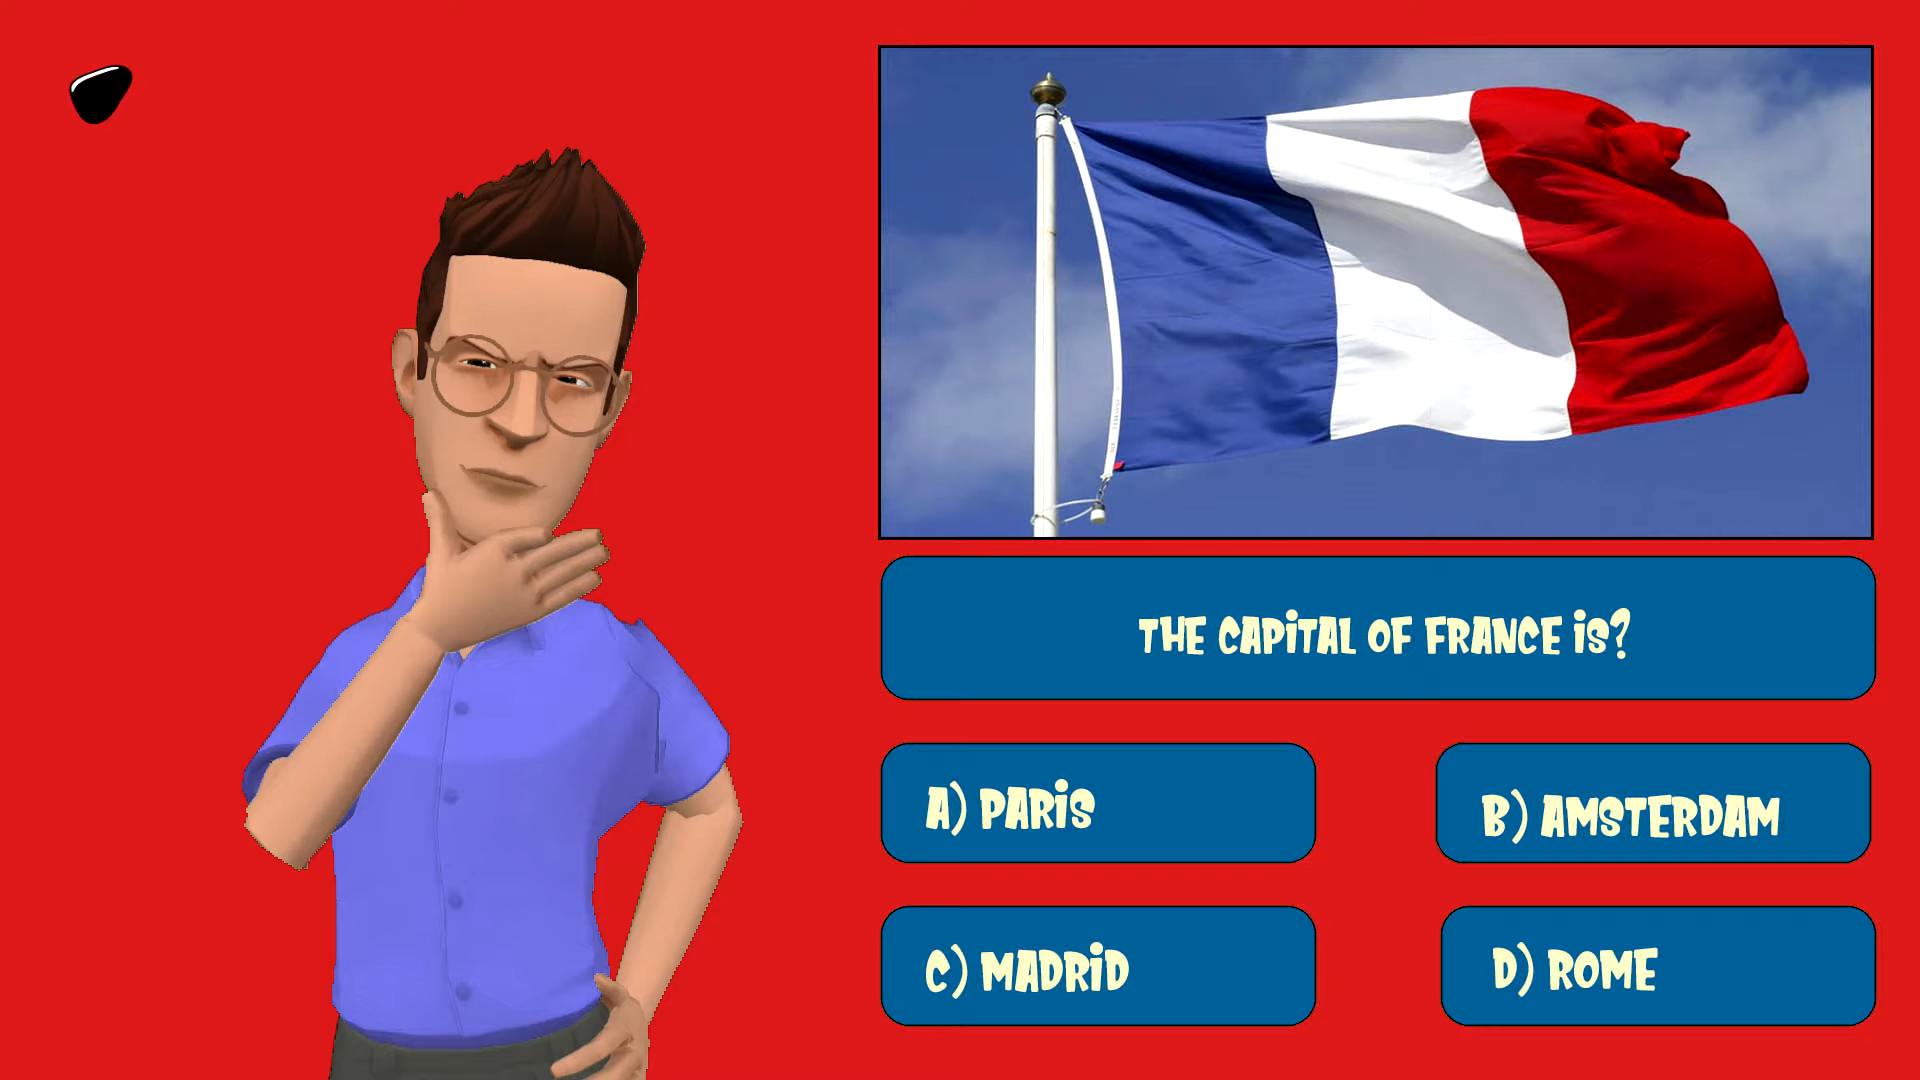 THE CAPITAL OF FRANCE IS?
A) PARIS
B) AMSTERDAM
C) MADRID
D) ROME